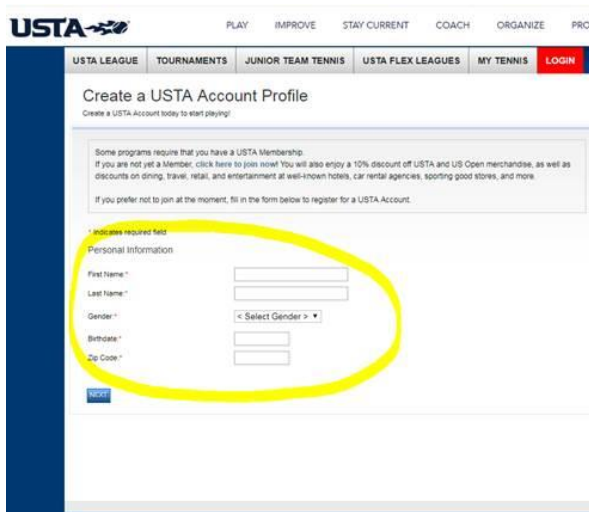 USTA
PLAY IMPROVE STAY CURRENT COACH ORGANIZE PRO
USTA LEAGUE TOURNAMENTS JUNIOR TEAM TENNIS USTA FLEX LEAGUES MY TENNIS LOGIN
Create a USTA Account Profile
Create a USTA Account today to start playing!
Some programs require that you have a USTA Membership.
If you are not yet a Member, click here to join now! You will also enjoy a 10% discount off USTA and US Open merchandise, as well as
discounts on dining, travel, retail, and entertainment at well-known hotels, car rental agencies, sporting good stores, and more.
If you prefer not to join at the moment, fill in the form below to register for a USTA Account.
* Indicates required field
Personal Information
First Name:*
Last Name:*
Gender:* < Select Gender >
Birthdate:*
Zip Code:*
NEXT